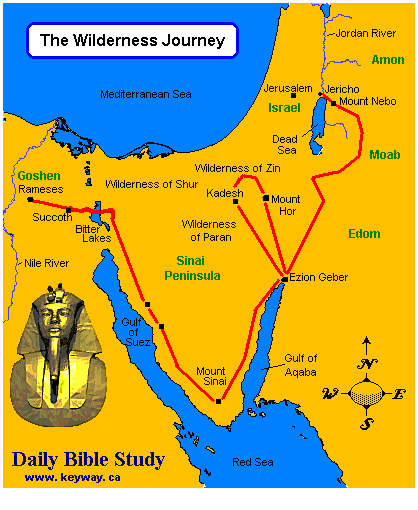 The Wilderness Journey
Jordan River
Amon
Mediterranean Sea
Jerusalem
Jericho
Mount Nebo
Israel
Dead
Sea
Moab
Goshen
Rameses
Wilderness of Shur
Wilderness of Zin
Kadesh
Mount
Hor
Succoth
Bitter
Lakes
Wilderness
of Paran
Edom
Nile River
Sinai
Peninsula
Ezion Geber
Gulf
of
Suez
Mount
Sinai
Gulf of
Aqaba
N
W
E
S
Daily Bible Study
www.keyway.ca
Red Sea